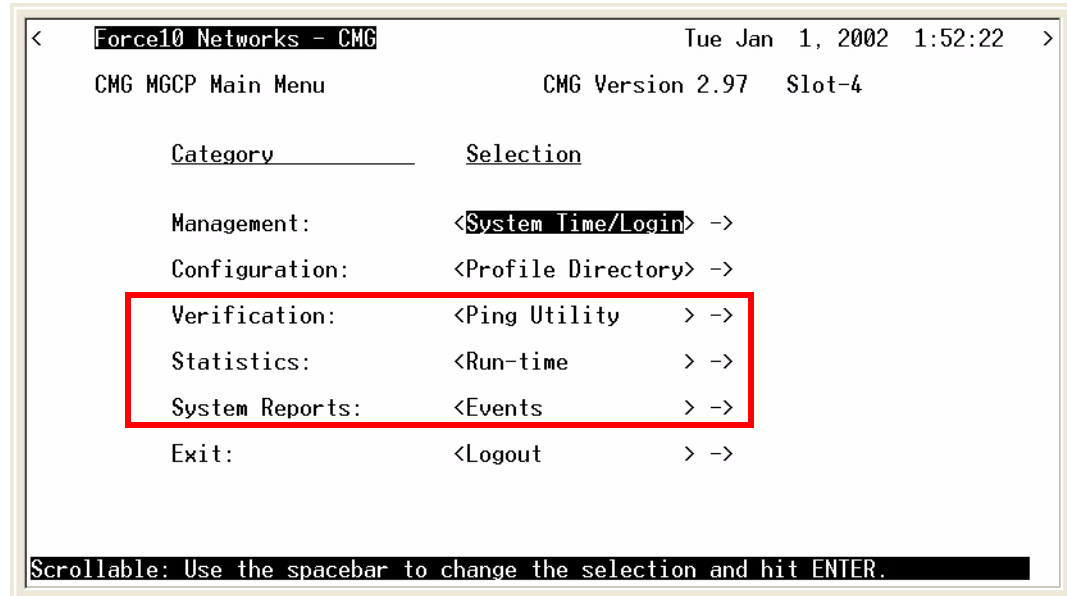 < Force10 Networks - CMG Tue Jan 1, 2002 1:52:22 >
CMG MGCP Main Menu CMG Version 2.97 Slot-4
Category Selection
Management: <System Time/Login> ->
Configuration: <Profile Directory> ->
Verification: <Ping Utility > ->
Statistics: <Run-time > ->
System Reports: <Events > ->
Exit: <Logout > ->
Scrollable: Use the spacebar to change the selection and hit ENTER.